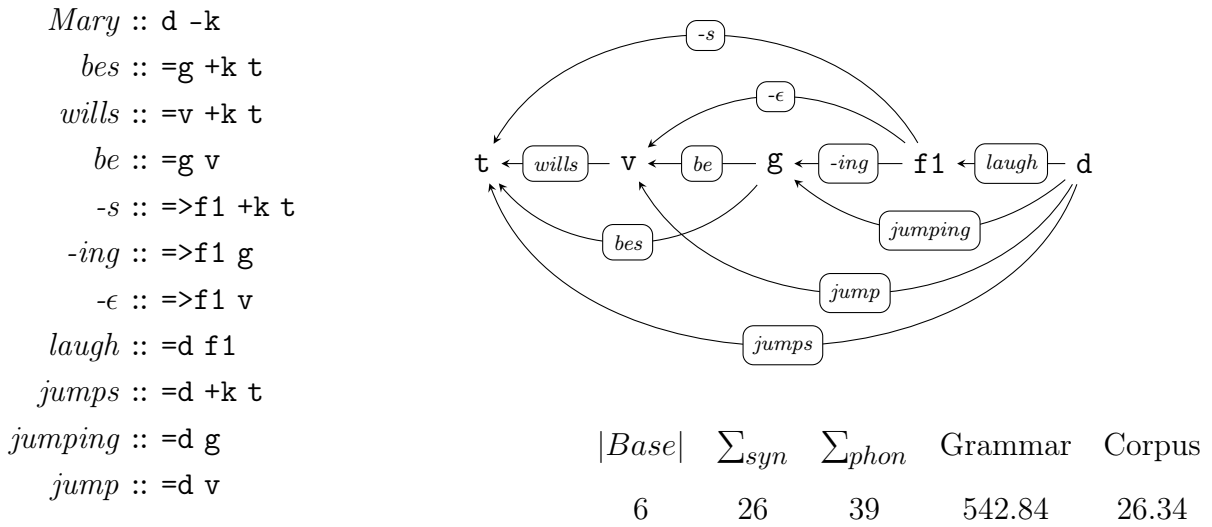 Mary :: d -k
bes :: =g +k t
wills :: =v +k t
be :: =g v
-s :: =>f1 +k t
-ing :: =>f1 g
-ϵ :: =>f1 v
laugh :: =d f1
jumps :: =d +k t
jumping :: =d g
jump :: =d v
-s
-ϵ
t wills v be g -ing f1 laugh d
jumping
bes
jump
jumps
|Base| ∑syn ∑phon Grammar Corpus
6 26 39 542.84 26.34